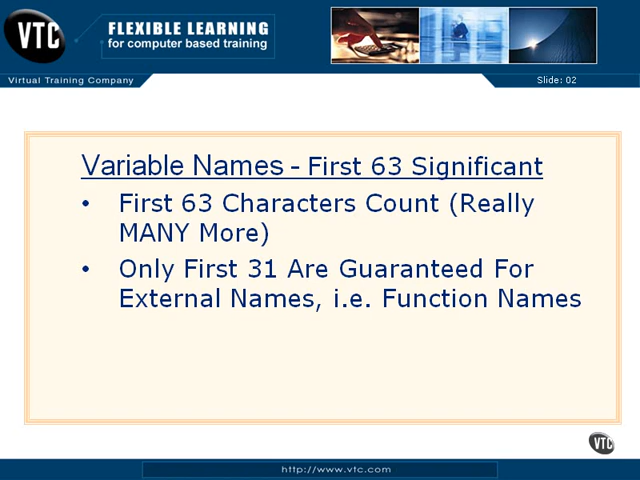 VTC
FLEXIBLE LEARNING
for computer based training
Virtual Training Company
Slide: 02
Variable Names - First 63 Significant
• First 63 Characters Count (Really
MANY More)
• Only First 31 Are Guaranteed For
External Names, i.e. Function Names
VTC
http://www.vtc.com